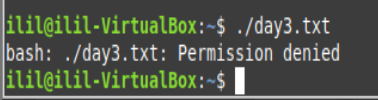 ilil@ilil-VirtualBox:~$ ./day3.txt
bash: ./day3.txt: Permission denied
ilil@ilil-VirtualBox:~$